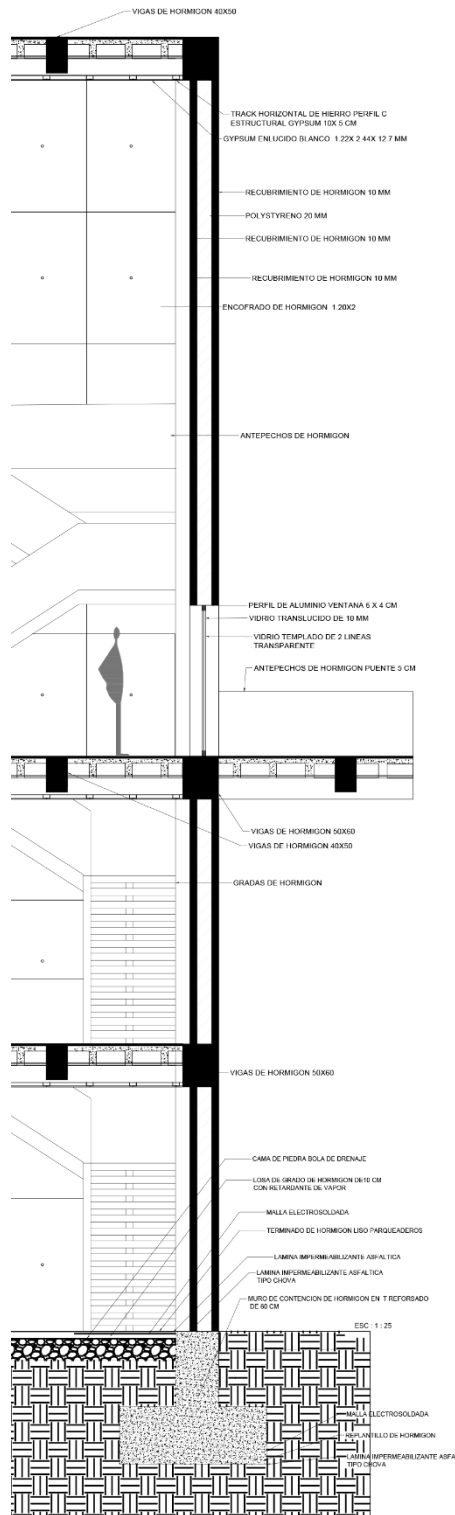 VIGAS DE HORMIGON 40X50
TRACK HORIZONTAL DE HIERRO PERFIL C
ESTRUCTURAL GYPSUM 10X 5 CM
GYPSUM ENLUCIDO BLANCO 1.22X 2.44X 12.7 MM
RECUBRIMIENTO DE HORMIGON 10 MM
POLYSTYRENO 20 MM
RECUBRIMIENTO DE HORMIGON 10 MM
RECUBRIMIENTO DE HORMIGON 10 MM
ENCOFRADO DE HORMIGON 1.20X2
ANTEPECHOS DE HORMIGON
PERFIL DE ALUMINIO VENTANA 6 X 4 CM
VIDRIO TRANSLUCIDO DE 10 MM
VIDRIO TEMPLADO DE 2 LINEAS
TRANSPARENTE
ANTEPECHOS DE HORMIGON PUENTE 5 CM
VIGAS DE HORMIGON 50X60
VIGAS DE HORMIGON 40X50
GRADAS DE HORMIGON
VIGAS DE HORMIGON 50X60
CAMA DE PIEDRA BOLA DE DRENAJE
LOSA DE GRADO DE HORMIGON DE10 CM
CON RETARDANTE DE VAPOR
MALLA ELECTROSOLDADA
TERMINADO DE HORMIGON LISO PARQUEADEROS
LAMINA IMPERMEABILIZANTE ASFALTICA
LAMINA IMPERMEABILIZANTE ASFALTICA
TIPO CHOVA
MURO DE CONTENCION DE HORMIGON EN T REFORSADO
DE 60 CM
ESC : 1 : 25
MALLA ELECTROSOLDADA
REPLANTILLO DE HORMIGON
LAMINA IMPERMEABILIZANTE ASFA
TIPO CHOVA